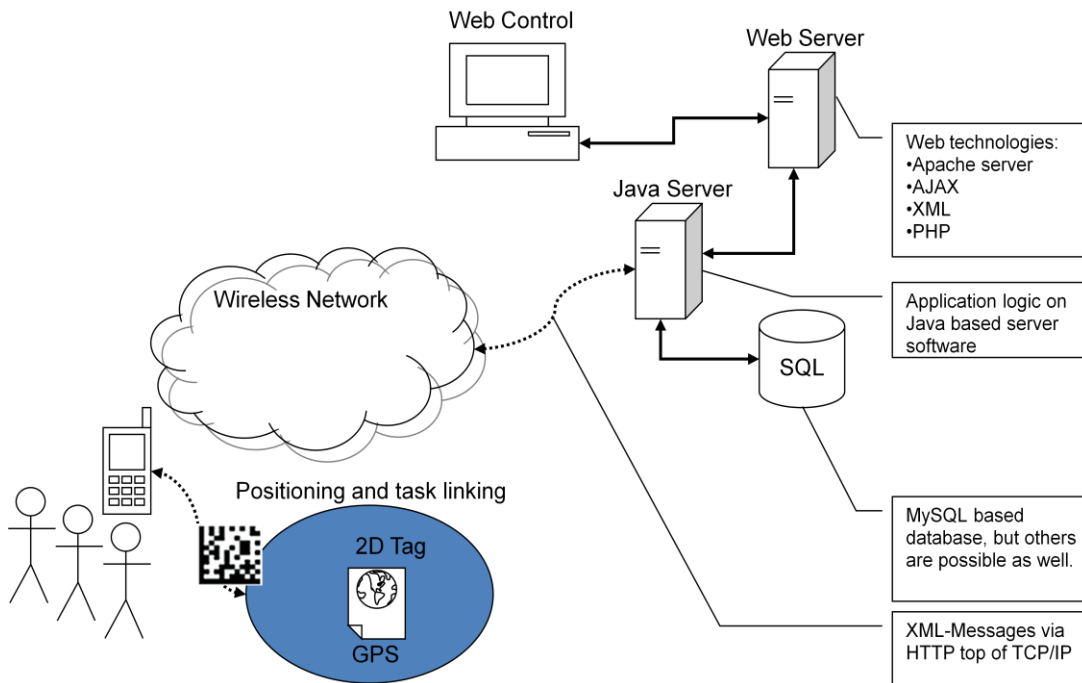 Web Control
Web Server
Web technologies:
•Apache server
•AJAX
•XML
•PHP
Java Server
Wireless Network
Application logic on
Java based server
software
SQL
Positioning and task linking
2D Tag
GPS
MySQL based
database, but others
are possible as well.
XML-Messages via
HTTP top of TCP/IP